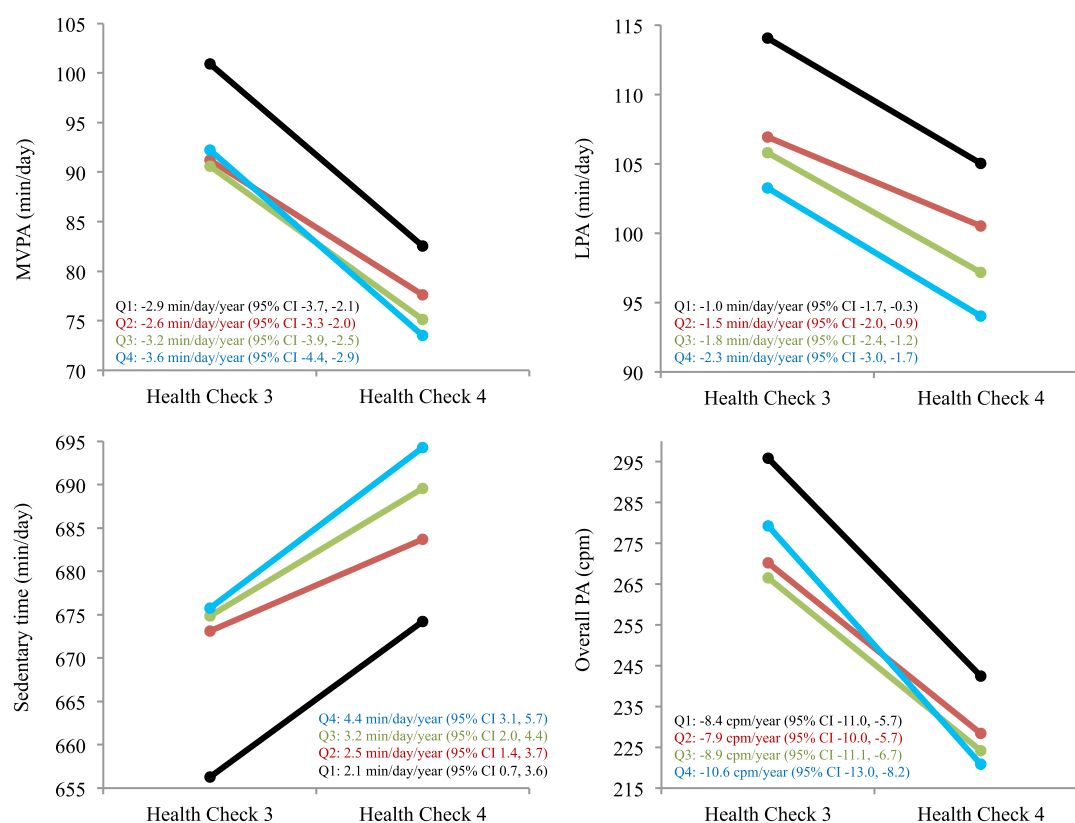 MVPA (min/day)
105
100
95
90
85
80
75
70
Q1: -2.9 min/day/year (95% CI -3.7, -2.1)
Q2: -2.6 min/day/year (95% CI -3.3 -2.0)
Q3: -3.2 min/day/year (95% CI -3.9, -2.5)
Q4: -3.6 min/day/year (95% CI -4.4, -2.9)
Health Check 3 Health Check 4
LPA (min/day)
115
110
105
100
95
90
Q1: -1.0 min/day/year (95% CI -1.7, -0.3)
Q2: -1.5 min/day/year (95% CI -2.0, -0.9)
Q3: -1.8 min/day/year (95% CI -2.4, -1.2)
Q4: -2.3 min/day/year (95% CI -3.0, -1.7)
Health Check 3 Health Check 4
Sedentary time (min/day)
695
690
685
680
675
670
665
660
655
Q4: 4.4 min/day/year (95% CI 3.1, 5.7)
Q3: 3.2 min/day/year (95% CI 2.0, 4.4)
Q2: 2.5 min/day/year (95% CI 1.4, 3.7)
Q1: 2.1 min/day/year (95% CI 0.7, 3.6)
Health Check 3 Health Check 4
Overall PA (cpm)
295
285
275
265
255
245
235
225
215
Q1: -8.4 cpm/year (95% CI -11.0, -5.7)
Q2: -7.9 cpm/year (95% CI -10.0, -5.7)
Q3: -8.9 cpm/year (95% CI -11.1, -6.7)
Q4: -10.6 cpm/year (95% CI -13.0, -8.2)
Health Check 3 Health Check 4